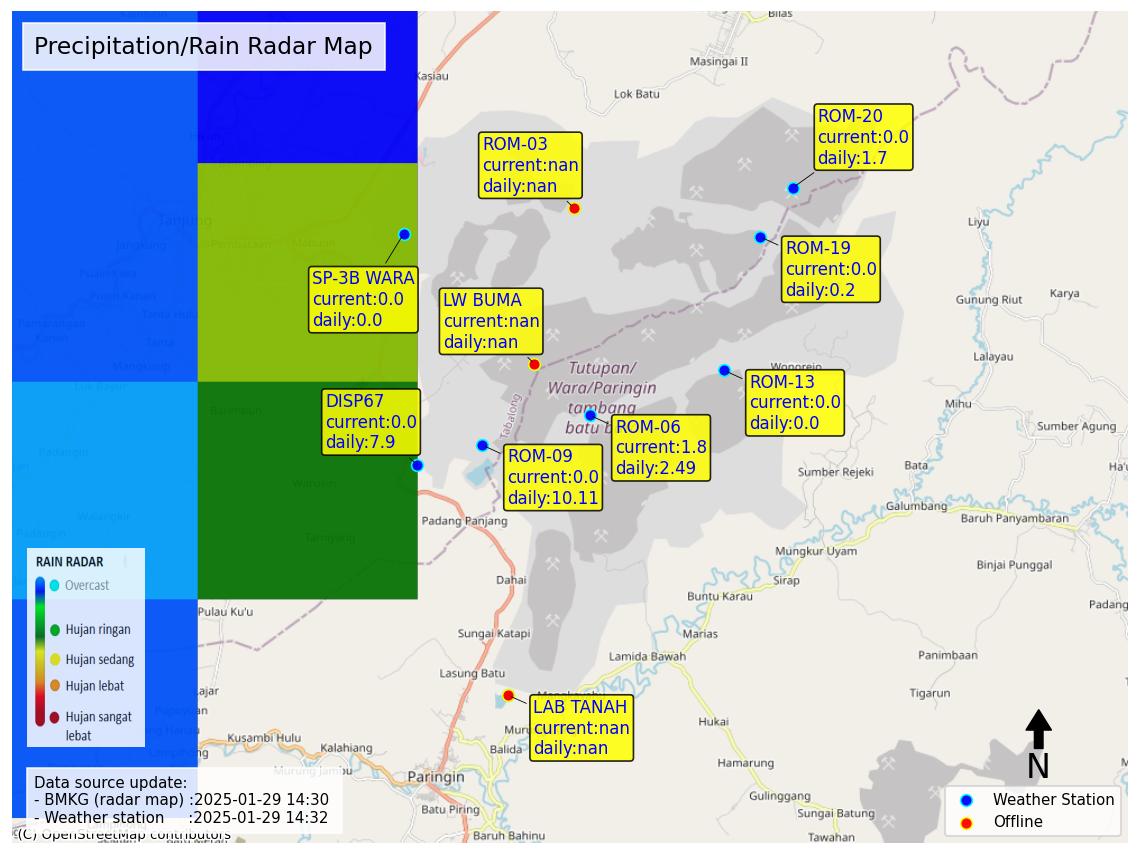 Precipitation/Rain Radar Map
Bilas
Masingai II
Kasiau
Lok Batu
ROM-20
current:0.0
daily:1.7
ROM-03
current:nan
daily:nan
Tanjung
Liyu
ROM-19
current:0.0
daily:0.2
SP-3B WARA
current:0.0
daily:0.0
LW BUMA
current:nan
daily:nan
Gunung Riut
Karya
Lalayau
Tutupan/
Wara/Paringin
tambang
batu b
Wonorejo
ROM-13
current:0.0
daily:0.0
Mihu
DISP67
current:0.0
daily:7.9
Tabalong
ROM-06
current:1.8
daily:2.49
Sumber Agung
ROM-09
current:0.0
daily:10.11
Sumber Rejeki
Bata
Ha'u
Galumbang
Padang Panjang
Baruh Panyambaran
Mungkur Uyam
Binjai Punggal
Dahai
Sirap
Buntu Karau
Padang
Pulau Ku'u
Sungai Katapi
Marias
Lamida Bawah
Panimbaan
Lasung Batu
Tigarun
RAIN RADAR
Overcast
Hujan ringan
Hujan sedang
Hujan lebat
Hujan sangat
lebat
LAB TANAH
current:nan
daily:nan
Lajar
Kusambi Hulu
Kalahiang
Muru
Balida
Hukai
Murung Jambu
Hamarung
N
Paringin
Batu Piring
Gulinggang
Sungai Batung
Tawahan
Baruh Bahinu
Data source update:
- BMKG (radar map) :2025-01-29 14:30
- Weather station :2025-01-29 14:32
(C) OpenStreetMap contributors
Weather Station
Offline